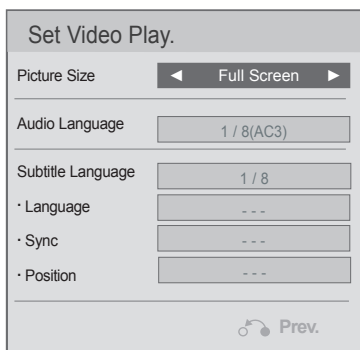 Set Video Play.
Picture Size ◄ Full Screen ►
Audio Language 1 / 8(AC3)
Subtitle Language 1 / 8
· Language - - -
· Sync - - -
· Position - - -
Prev.